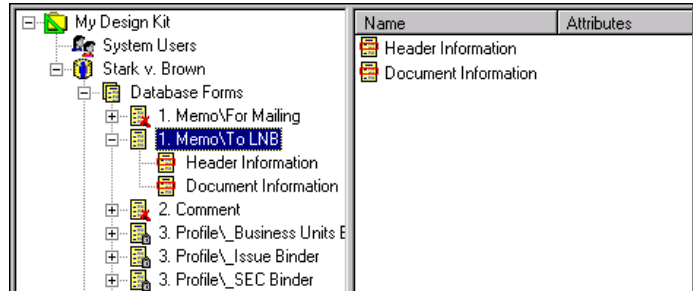 My Design Kit
System Users
Stark v. Brown
Database Forms
1. Memo\For Mailing
1. Memo\To LNB
Header Information
Document Information
2. Comment
3. Profile\_Business Units
3. Profile\_Issue Binder
3. Profile\_SEC Binder
Name Attributes
Header Information
Document Information